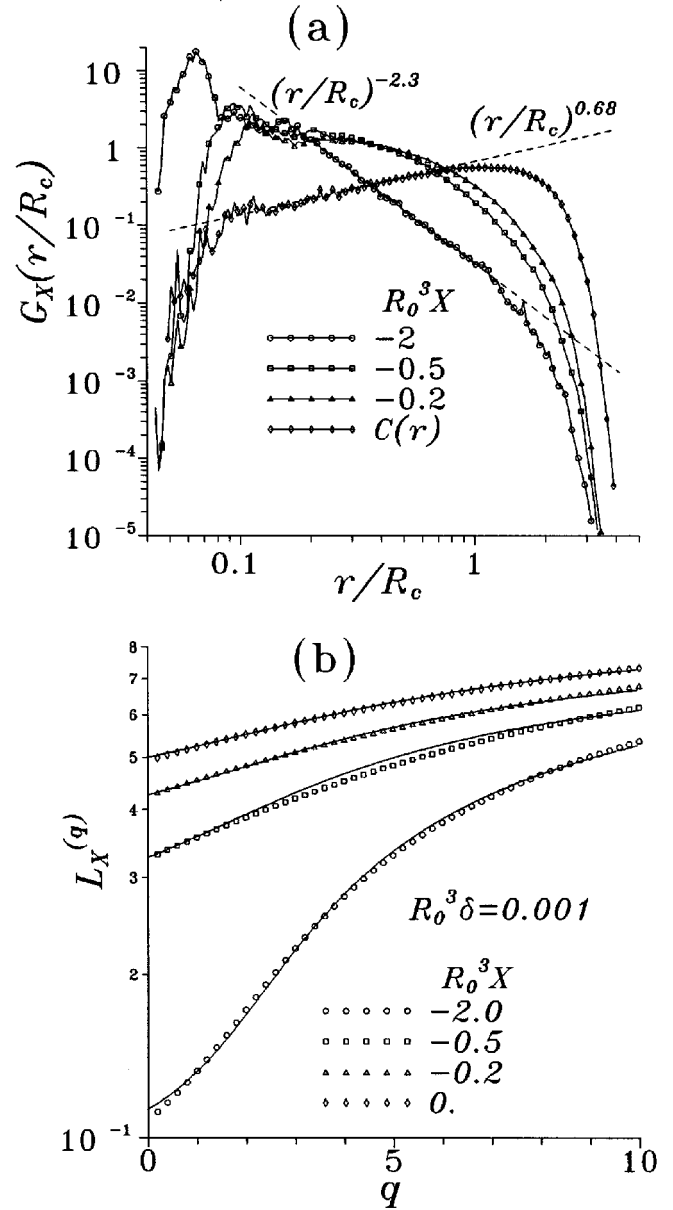 (a)
10
1
10⁻¹
10⁻²
10⁻³
10⁻⁴
10⁻⁵
G_X(r/R_c)
(r/R_c)^−2.3
(r/R_c)^0.68
R_0^3X
−2
−0.5
−0.2
C(r)
0.1
1
r/R_c
(b)
8
7
6
5
4
3
2
10⁻¹
L_X^(q)
R_0^3δ=0.001
R_0^3X
−2.0
−0.5
−0.2
0.
0
5
10
q